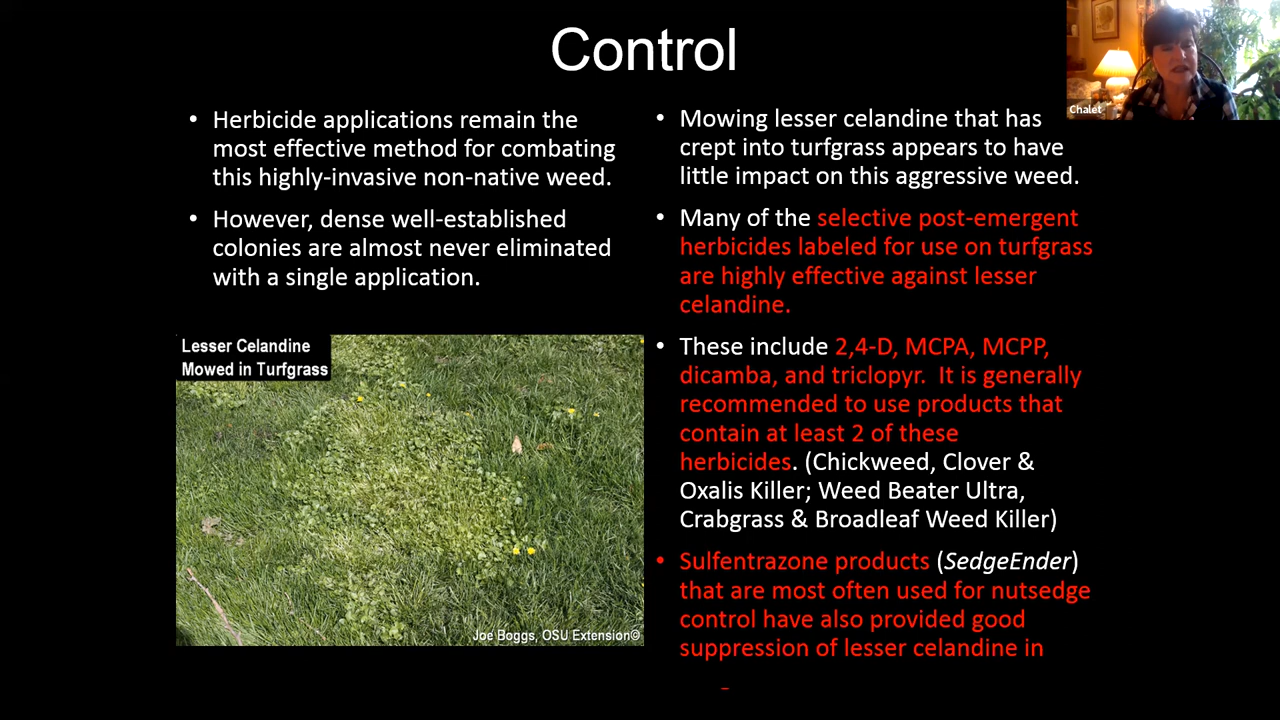 Control
Chalet
• Herbicide applications remain the
most effective method for combating
this highly-invasive non-native weed.
• However, dense well-established
colonies are almost never eliminated
with a single application.
Lesser Celandine
Mowed in Turfgrass
Joe Boggs, OSU Extension©
• Mowing lesser celandine that has
crept into turfgrass appears to have
little impact on this aggressive weed.
• Many of the selective post-emergent
herbicides labeled for use on turfgrass
are highly effective against lesser
celandine.
• These include 2,4-D, MCPA, MCPP,
dicamba, and triclopyr.  It is generally
recommended to use products that
contain at least 2 of these
herbicides. (Chickweed, Clover &
Oxalis Killer; Weed Beater Ultra,
Crabgrass & Broadleaf Weed Killer)
• Sulfentrazone products (SedgeEnder)
that are most often used for nutsedge
control have also provided good
suppression of lesser celandine in